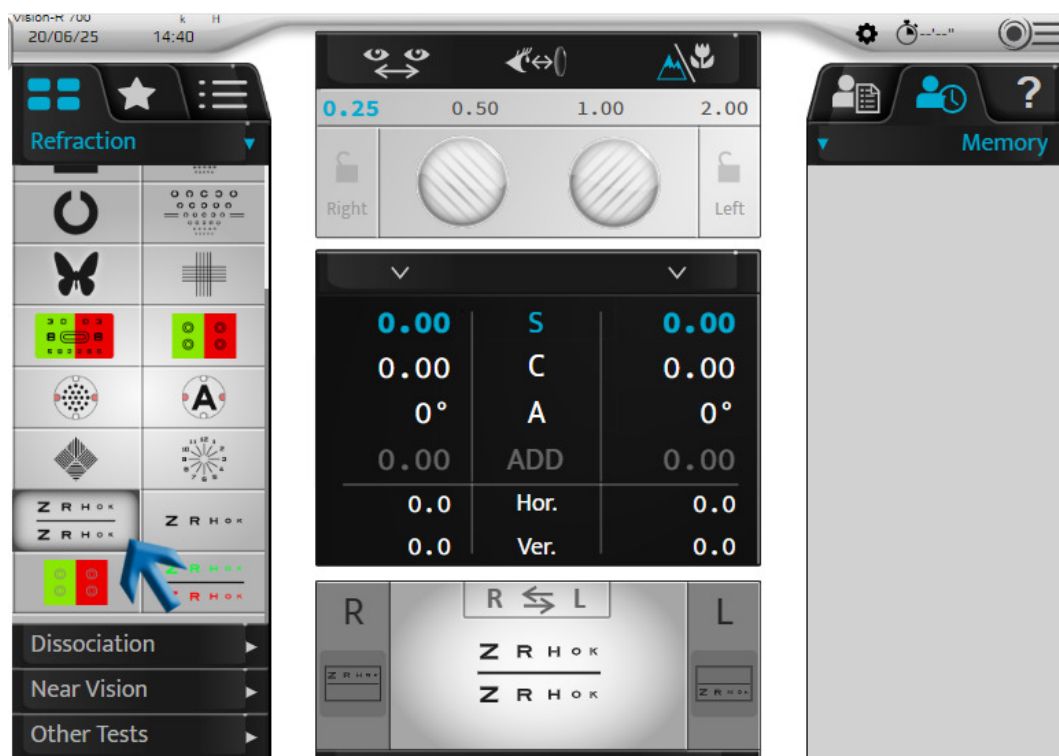 Vision-R 700 k H
20/06/25 14:40
--'--"
0.25 0.50 1.00 2.00
Refraction
Right
Left
?
Memory
0.00 S 0.00
0.00 C 0.00
0° A 0°
0.00 ADD 0.00
0.0 Hor. 0.0
0.0 Ver. 0.0
A
Z R H O K
Z R H O K
Z R H O K
Z R H O K
R H O K
R L
R L
Z R H O K
Z R H O K
Z R H O K
Z R H O K
Dissociation
Near Vision
Other Tests